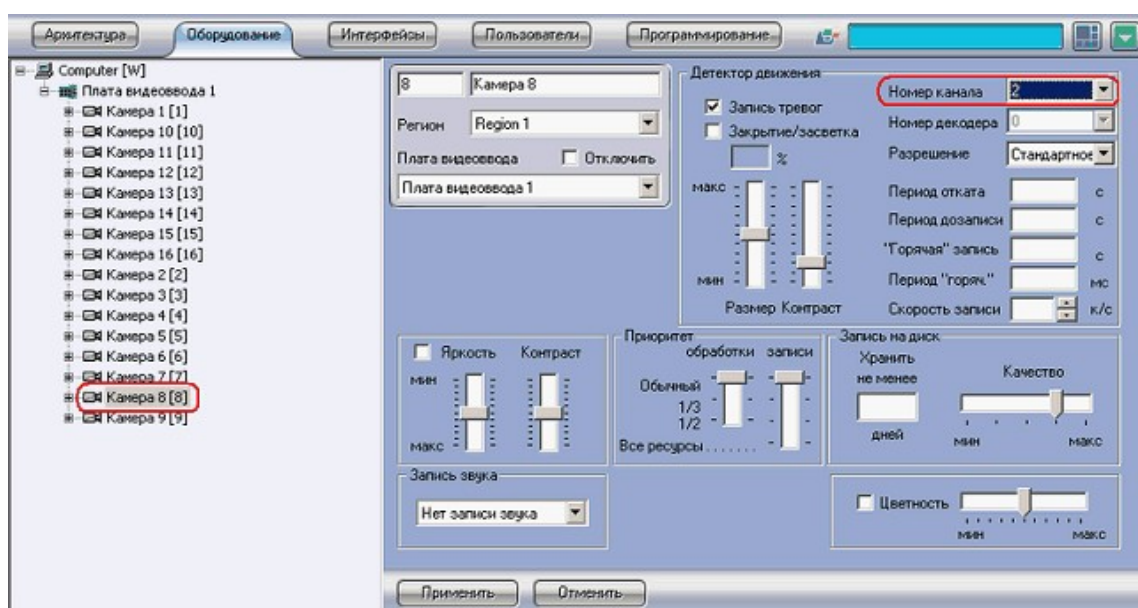 Архитектура Оборудование Интерфейсы Пользователи Программирование
Computer [W]
Плата видеоввода 1
Камера 1 [1]
Камера 10 [10]
Камера 11 [11]
Камера 12 [12]
Камера 13 [13]
Камера 14 [14]
Камера 15 [15]
Камера 16 [16]
Камера 2 [2]
Камера 3 [3]
Камера 4 [4]
Камера 5 [5]
Камера 6 [6]
Камера 7 [7]
Камера 8 [8]
Камера 9 [9]
8 Камера 8
Регион Region 1
Плата видеоввода Отключить
Плата видеоввода 1
Детектор движения
Запись тревог
Закрытие/засветка
%
макс
мин
Размер Контраст
Номер канала 2
Номер декодера 0
Разрешение Стандартное
Период отката с
Период дозаписи с
"Горячая" запись с
Период "горяч." мс
Скорость записи к/с
Яркость Контраст
мин
макс
Приоритет
обработки записи
Обычный
1/3
1/2
Все ресурсы.......
Запись на диск
Хранить
не менее
дней
Качество
мин макс
Запись звука
Нет записи звука
Цветность
мин макс
Применить Отменить